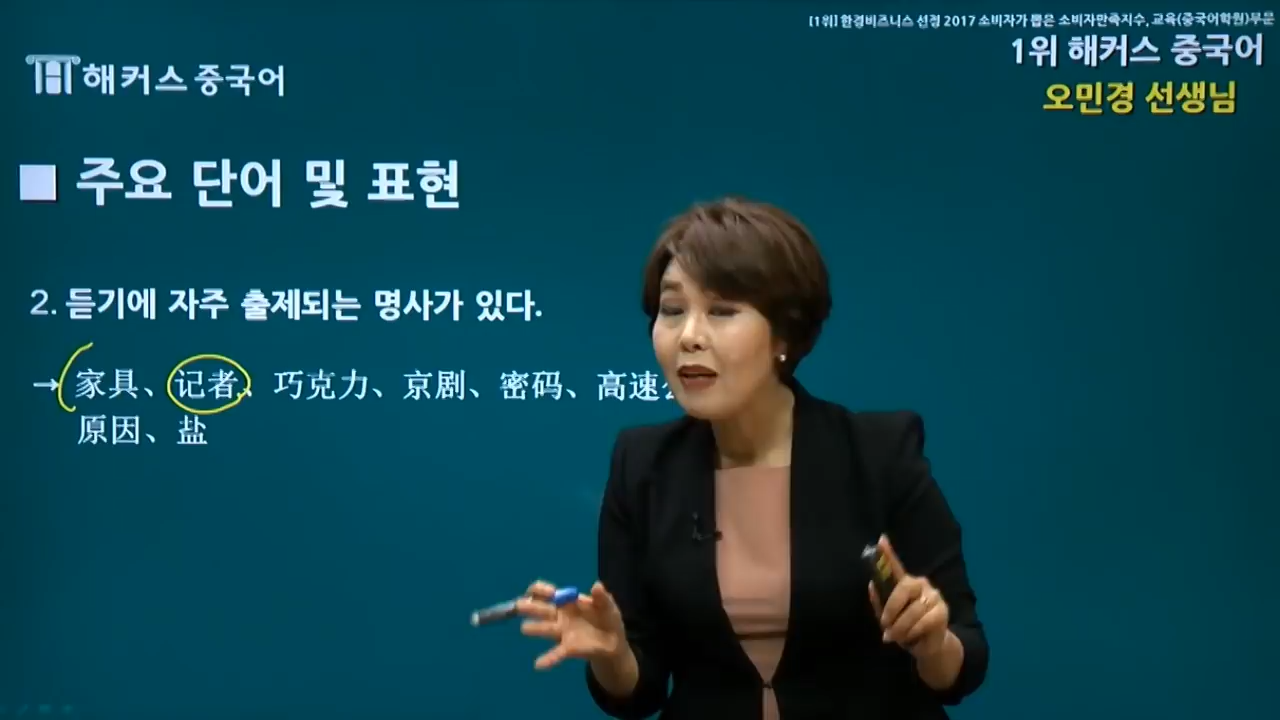 [1위] 한경비즈니스 선정 2017 소비자가 뽑은 소비자만족지수, 교육(중국어학원)부문
1위 해커스 중국어
오민경 선생님
해커스 중국어
■ 주요 단어 및 표현
2. 듣기에 자주 출제되는 명사가 있다.
→ 家具、记者、巧克力、京剧、密码、高速
原因、盐